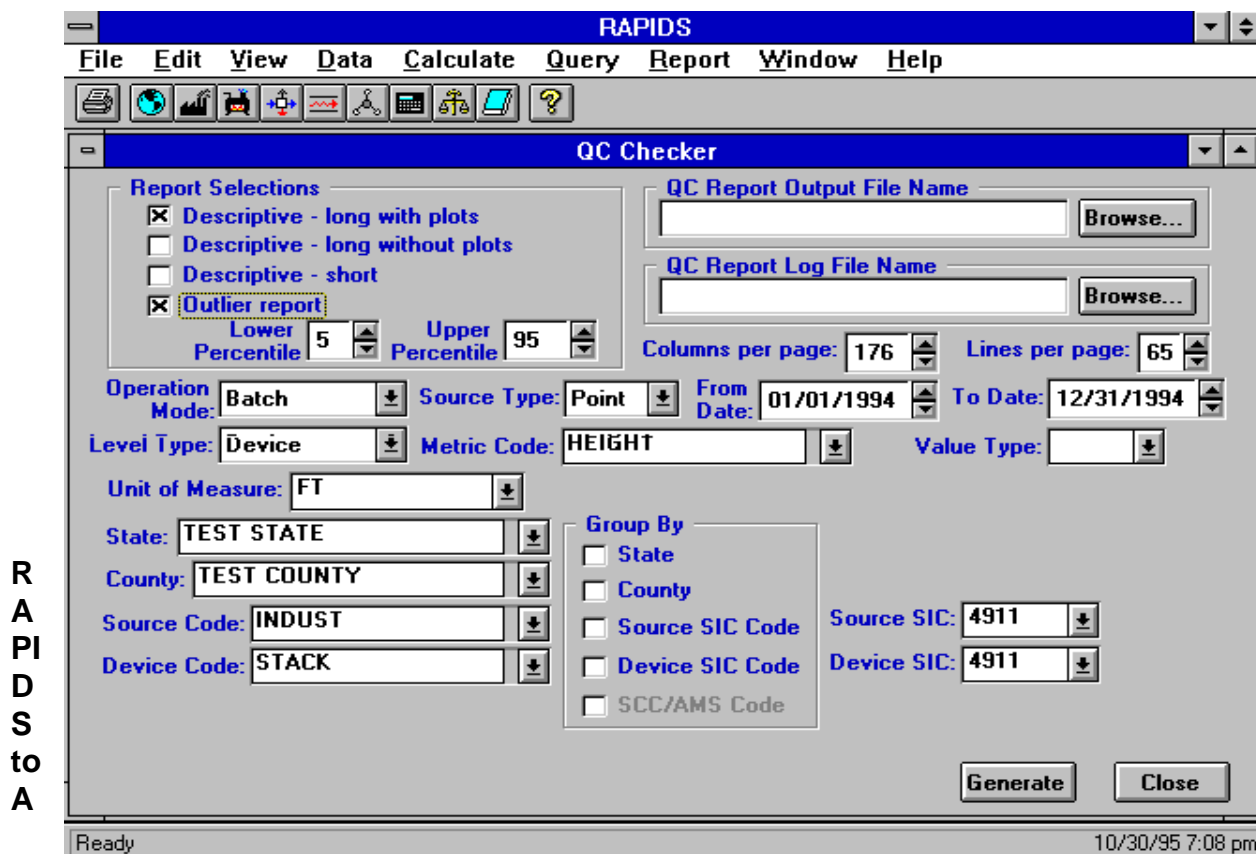 RAPIDS
File Edit View Data Calculate Query Report Window Help
QC Checker
Report Selections
Descriptive - long with plots
Descriptive - long without plots
Descriptive - short
Outlier report
Lower Percentile 5 Upper Percentile 95
QC Report Output File Name
Browse...
QC Report Log File Name
Browse...
Columns per page: 176 Lines per page: 65
Operation Mode: Batch Source Type: Point From Date: 01/01/1994 To Date: 12/31/1994
Level Type: Device Metric Code: HEIGHT Value Type:
Unit of Measure: FT
State: TEST STATE
County: TEST COUNTY
Source Code: INDUST
Device Code: STACK
Group By
State
County
Source SIC Code
Device SIC Code
SCC/AMS Code
Source SIC: 4911
Device SIC: 4911
Generate Close
Ready 10/30/95 7:08 pm
R
A
PI
D
S
to
A